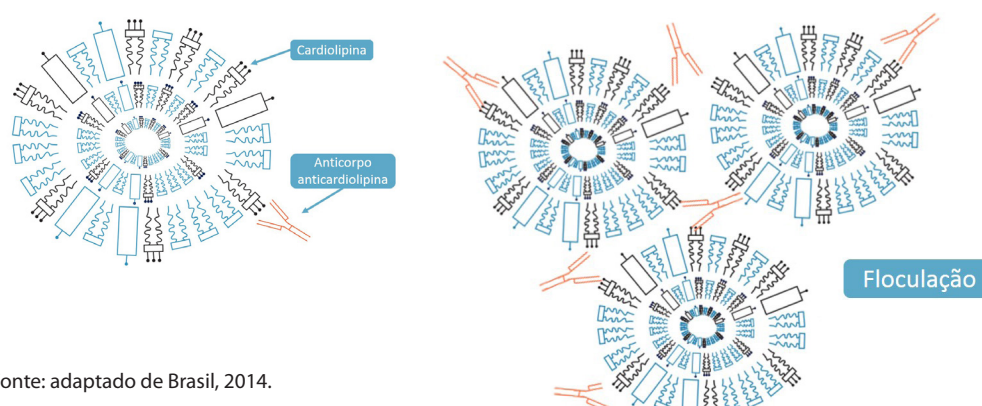 Cardiolipina
Anticorpo
anticardiolipina
Floculação
onte: adaptado de Brasil, 2014.